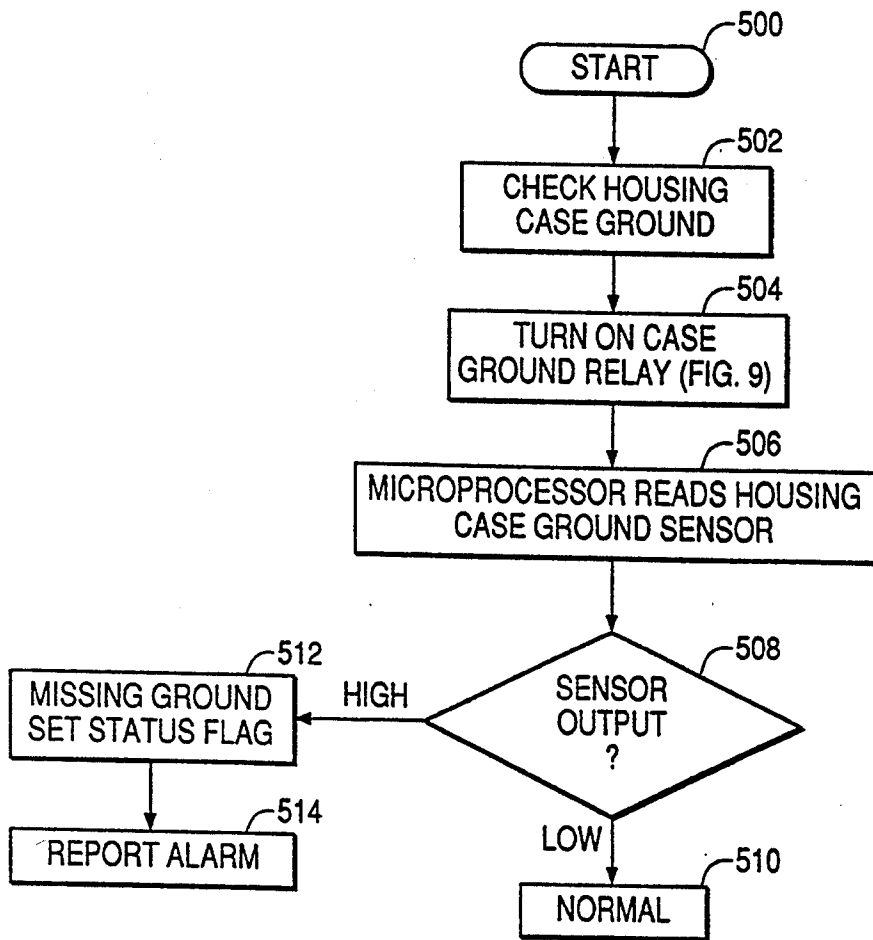 500
START
502
CHECK HOUSING
CASE GROUND
504
TURN ON CASE
GROUND RELAY (FIG. 9)
506
MICROPROCESSOR READS HOUSING
CASE GROUND SENSOR
508
SENSOR
OUTPUT
?
HIGH
512
MISSING GROUND
SET STATUS FLAG
514
REPORT ALARM
LOW
510
NORMAL